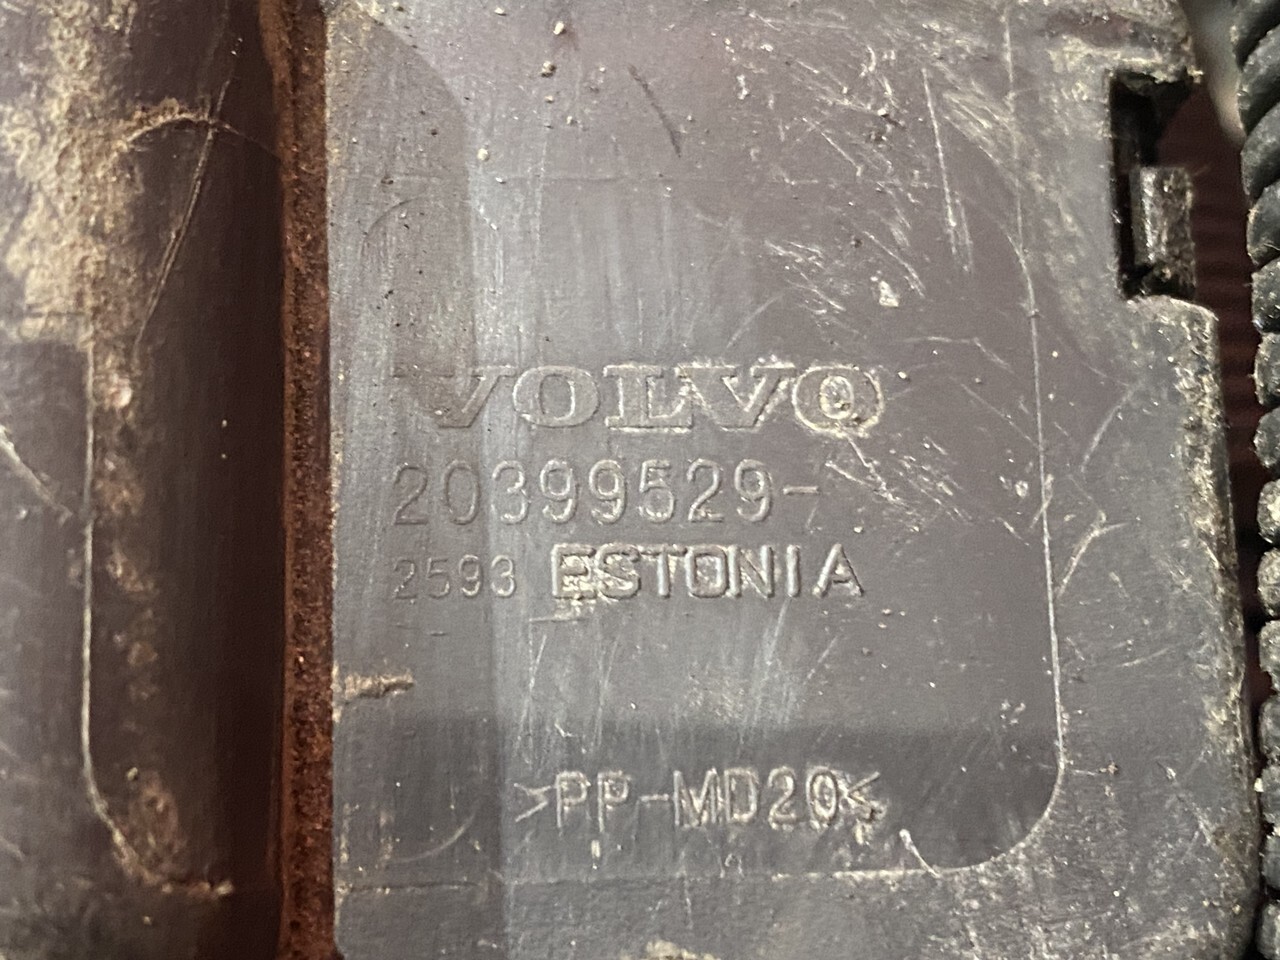 VOLVO
20399529-
2593 ESTONIA
>PP-MD20<